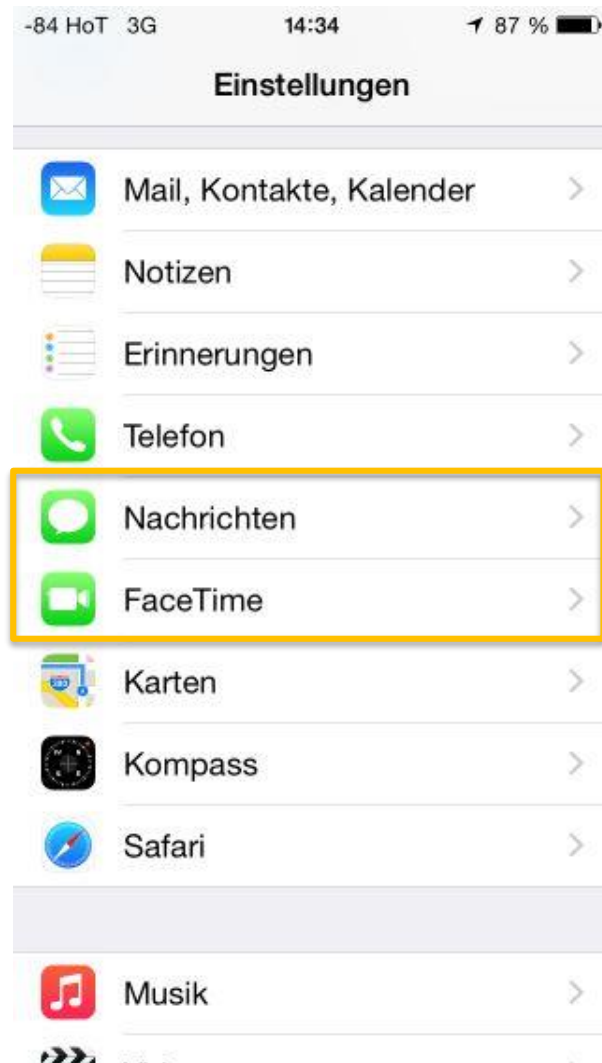 -84 HoT 3G 14:34 87 %
Einstellungen
Mail, Kontakte, Kalender
Notizen
Erinnerungen
Telefon
Nachrichten
FaceTime
Karten
Kompass
Safari
Musik